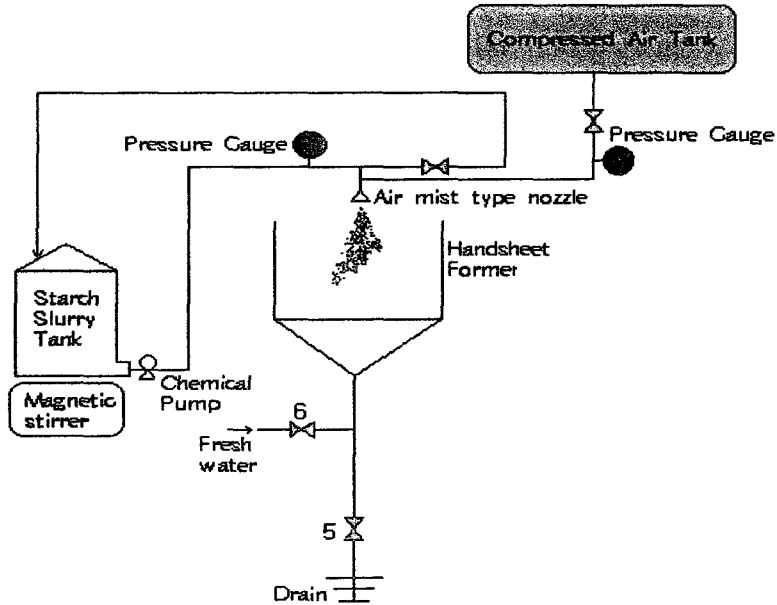 Compressed Air Tank
Pressure Gauge
Pressure Gauge
Air mist type nozzle
Handsheet
Former
Starch
Slurry
Tank
Chemical
Pump
Magnetic
stirrer
6
Fresh
water
5
Drain